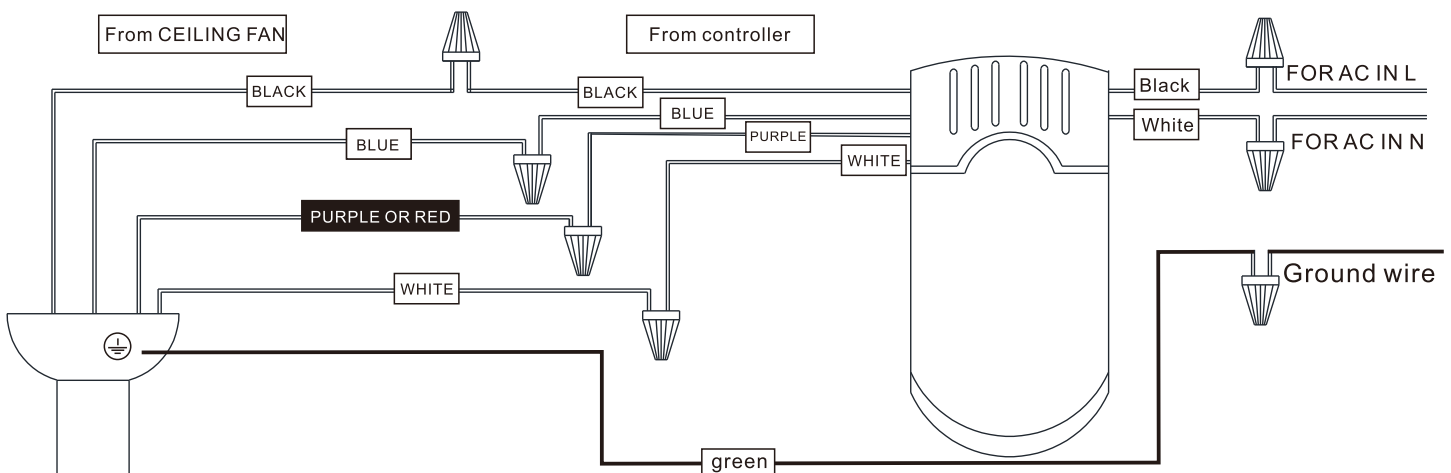 From CEILING FAN
From controller
FOR AC IN L
BLACK
BLACK
Black
BLUE
White
PURPLE
BLUE
FOR AC IN N
WHITE
PURPLE OR RED
Ground wire
WHITE
green